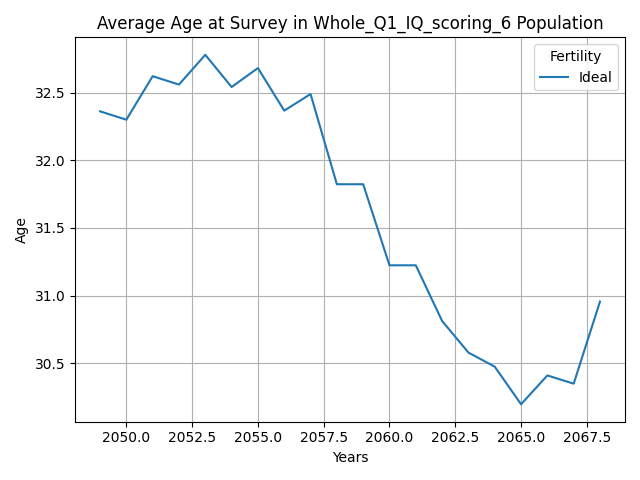 Average Age at Survey in Whole_Q1_IQ_scoring_6 Population
Fertility
Ideal
32.5
32.0
31.5
31.0
30.5
Age
2050.0 2052.5 2055.0 2057.5 2060.0 2062.5 2065.0 2067.5
Years